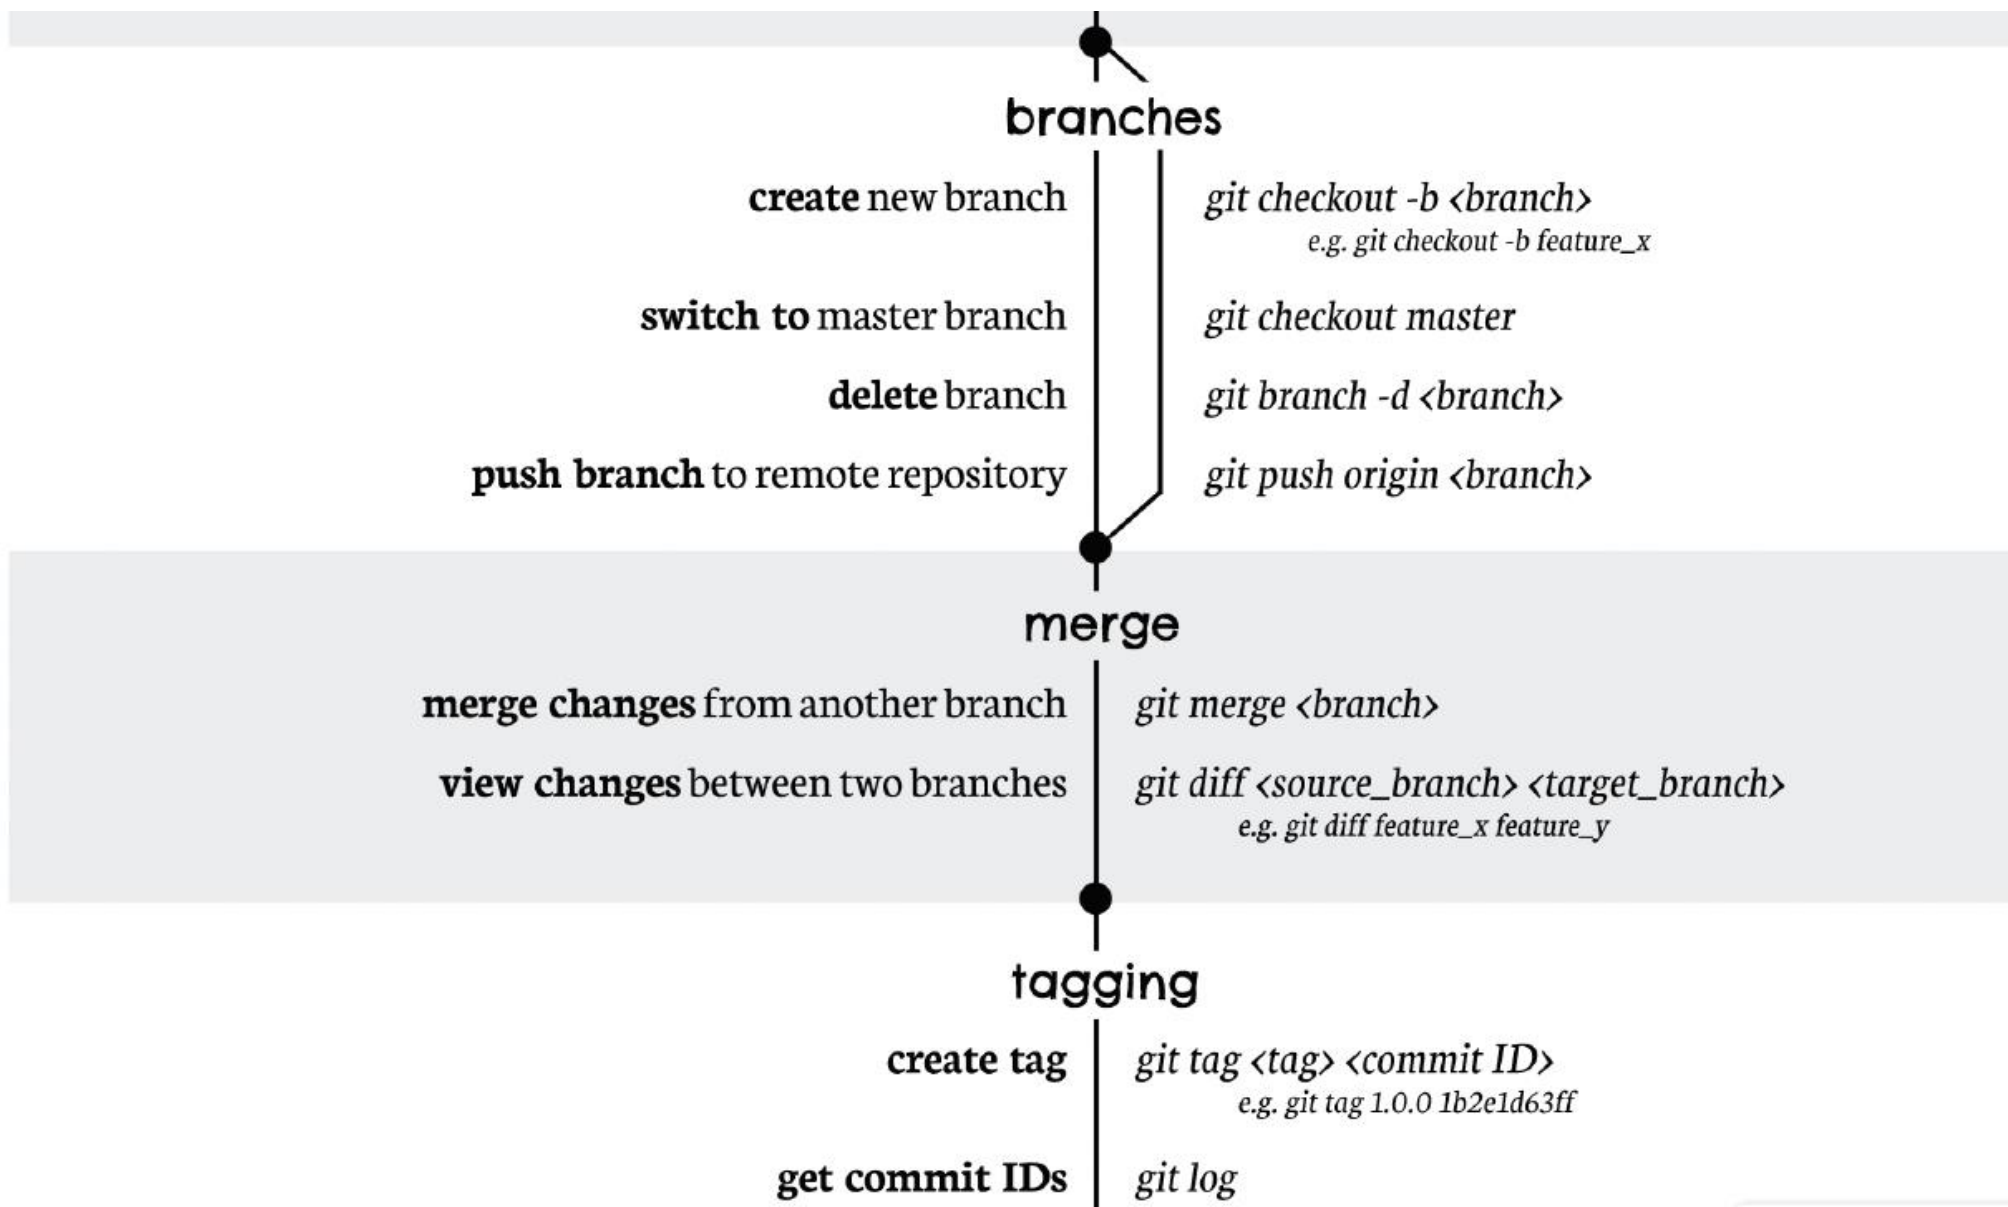 branches
create new branch git checkout -b <branch>
e.g. git checkout -b feature_x
switch to master branch git checkout master
delete branch git branch -d <branch>
push branch to remote repository git push origin <branch>
merge
merge changes from another branch git merge <branch>
view changes between two branches git diff <source_branch> <target_branch>
e.g. git diff feature_x feature_y
tagging
create tag git tag <tag> <commit ID>
e.g. git tag 1.0.0 1b2e1d63ff
get commit IDs git log